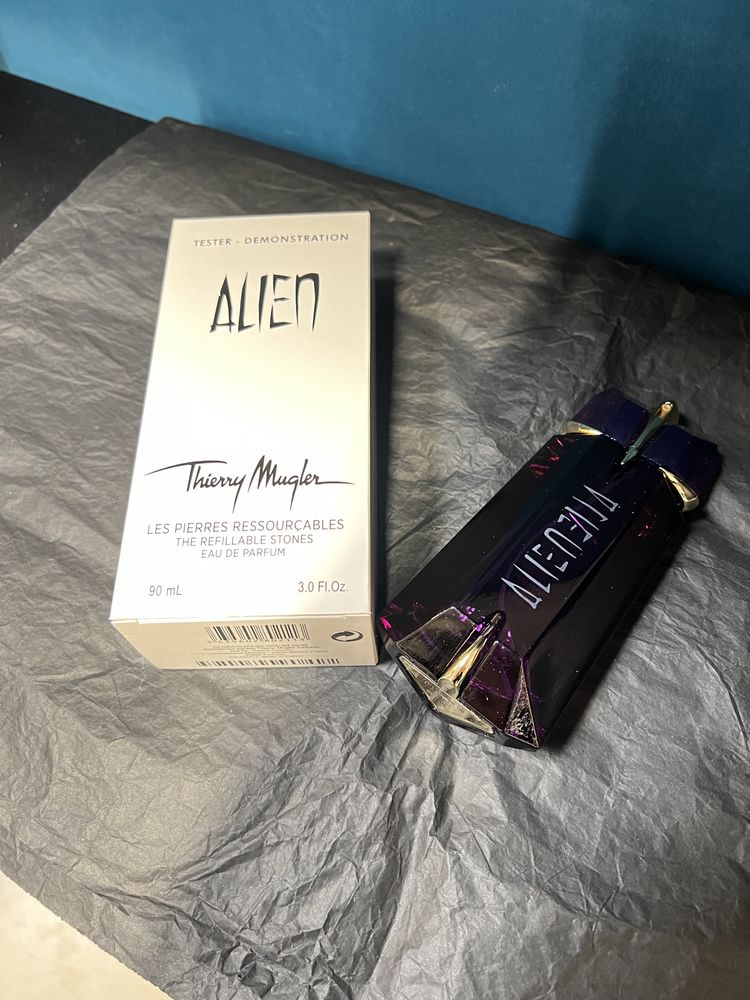 TESTER - DEMONSTRATION
ALIEN
Thierry Mugler
LES PIERRES RESSOURÇABLES
THE REFILLABLE STONES
EAU DE PARFUM
90 mL 3.0 Fl.Oz.
ALIEN